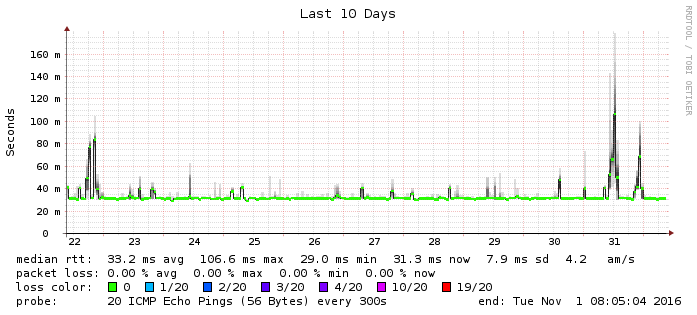 Last 10 Days
RRDTOOL / TOBI OETIKER
Seconds
160 m
140 m
120 m
100 m
80 m
60 m
40 m
20 m
0
22 23 24 25 26 27 28 29 30 31
median rtt: 33.2 ms avg 106.6 ms max 29.0 ms min 31.3 ms now 7.9 ms sd 4.2 am/s
packet loss: 0.00 % avg 0.00 % max 0.00 % min 0.00 % now
loss color: 0 1/20 2/20 3/20 4/20 10/20 19/20
probe: 20 ICMP Echo Pings (56 Bytes) every 300s end: Tue Nov 1 08:05:04 2016